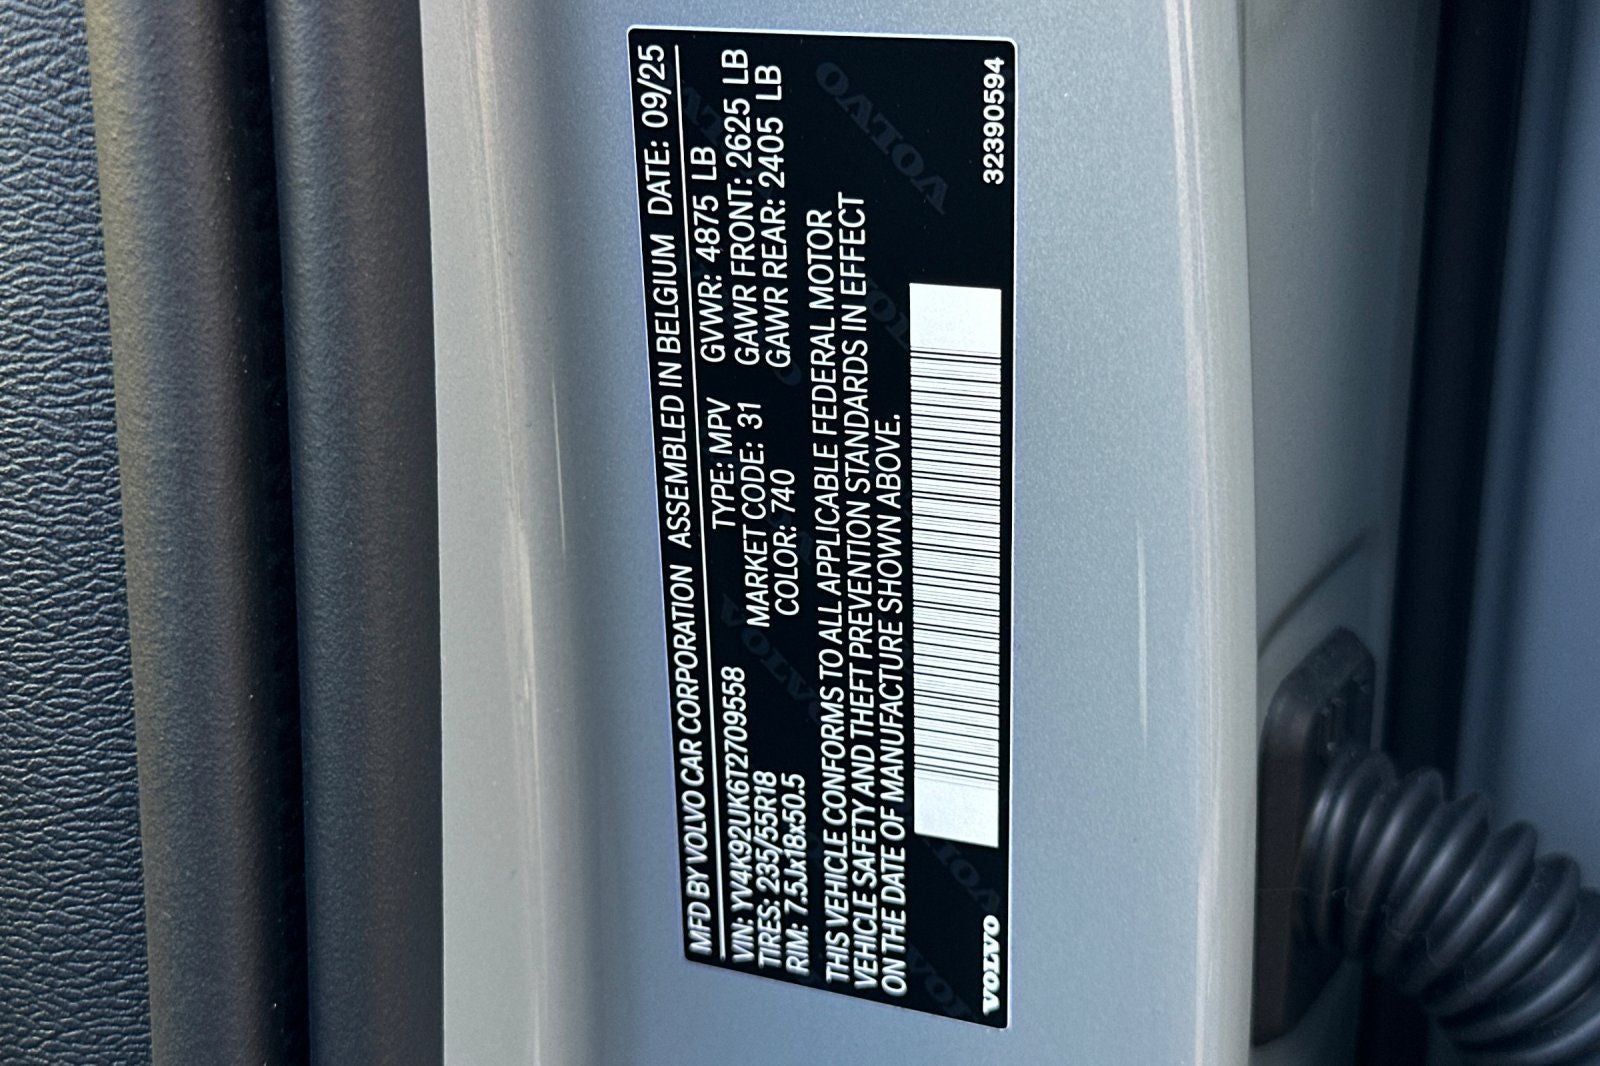 MFD BY VOLVO CAR CORPORATION ASSEMBLED IN BELGIUM DATE: 09/25
VIN: YV4K92UK6T2709558 TYPE: MPV GVWR: 4875 LB
TIRES: 235/55R18 MARKET CODE: 31 GAWR FRONT: 2625 LB
RIM: 7.5Jx18x50.5 COLOR: 740 GAWR REAR: 2405 LB
THIS VEHICLE CONFORMS TO ALL APPLICABLE FEDERAL MOTOR
VEHICLE SAFETY AND THEFT PREVENTION STANDARDS IN EFFECT
ON THE DATE OF MANUFACTURE SHOWN ABOVE.
VOLVO 32390594